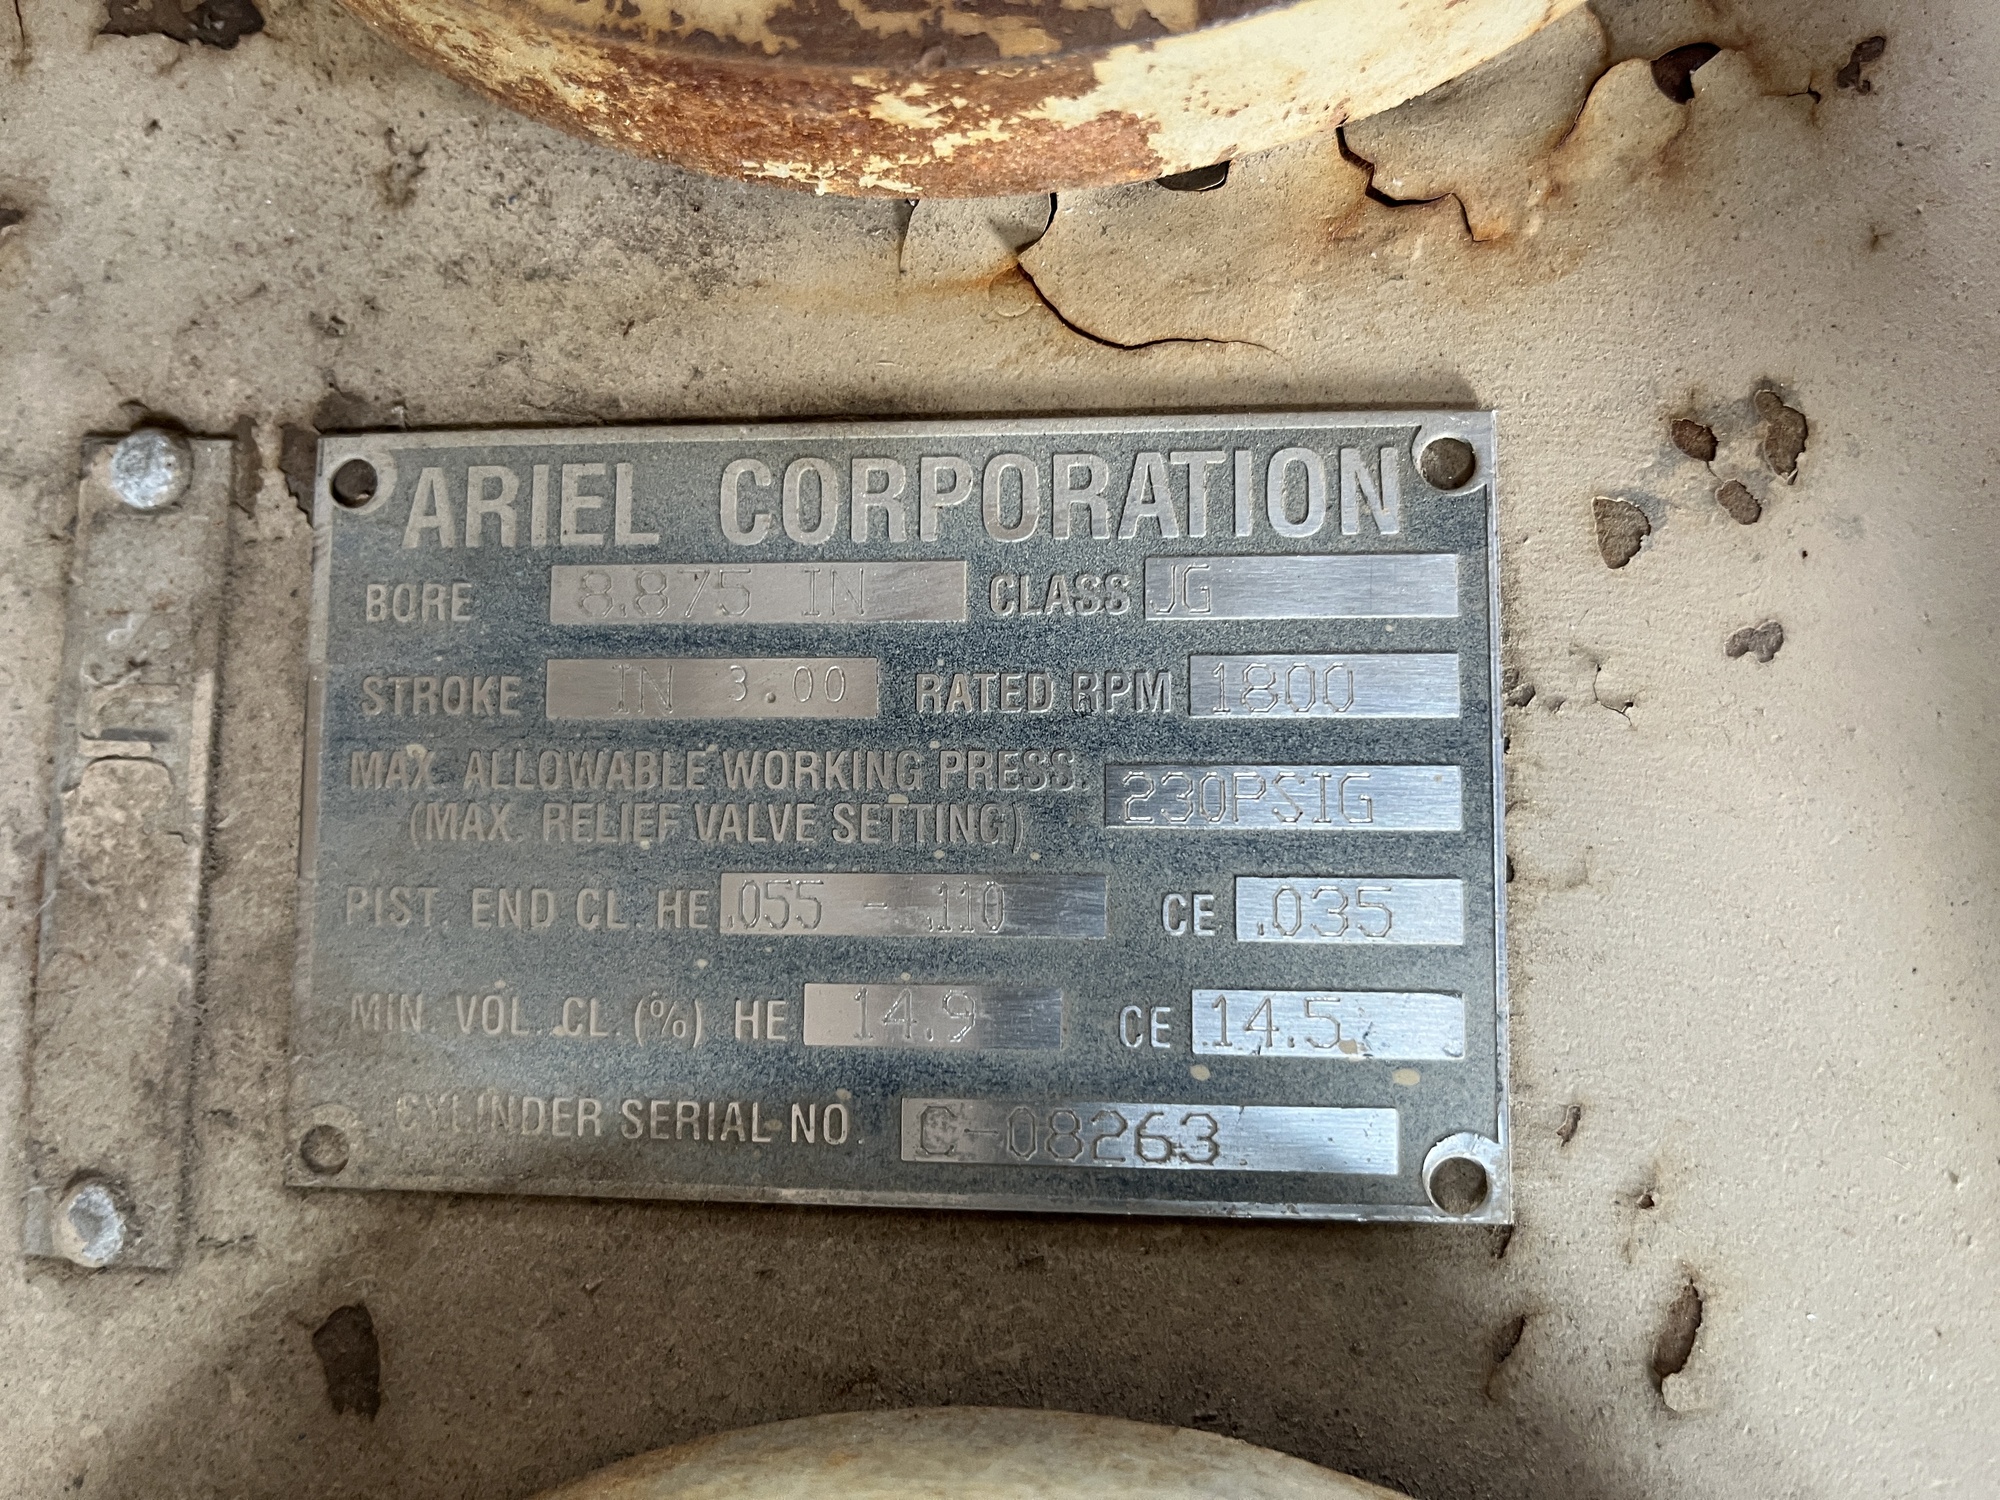 ARIEL CORPORATION
BORE 8.875 IN CLASS JG
STROKE IN 3.00 RATED RPM 1800
MAX. ALLOWABLE WORKING PRESS. 230PSIG
(MAX. RELIEF VALVE SETTING)
PIST. END CL. HE .055 - .110 CE .035
MIN. VOL. CL. (%) HE 14.9 CE 14.5
CYLINDER SERIAL NO. C-08263